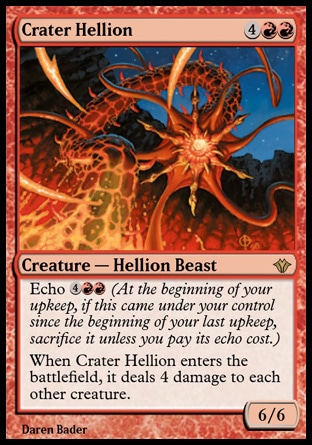 Crater Hellion 4
Creature — Hellion Beast
Echo 4 (At the beginning of your
upkeep, if this came under your control
since the beginning of your last upkeep,
sacrifice it unless you pay its echo cost.)
When Crater Hellion enters the
battlefield, it deals 4 damage to each
other creature.
6/6
Daren Bader